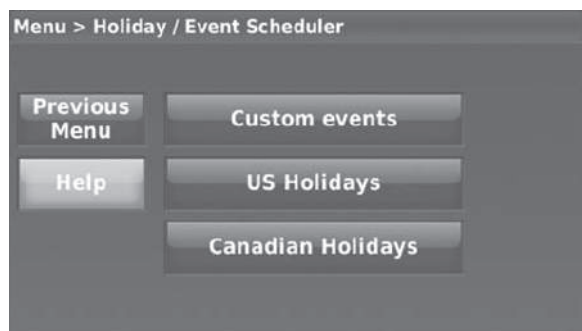 Menu > Holiday / Event Scheduler
Previous
Menu
Custom events
Help
US Holidays
Canadian Holidays